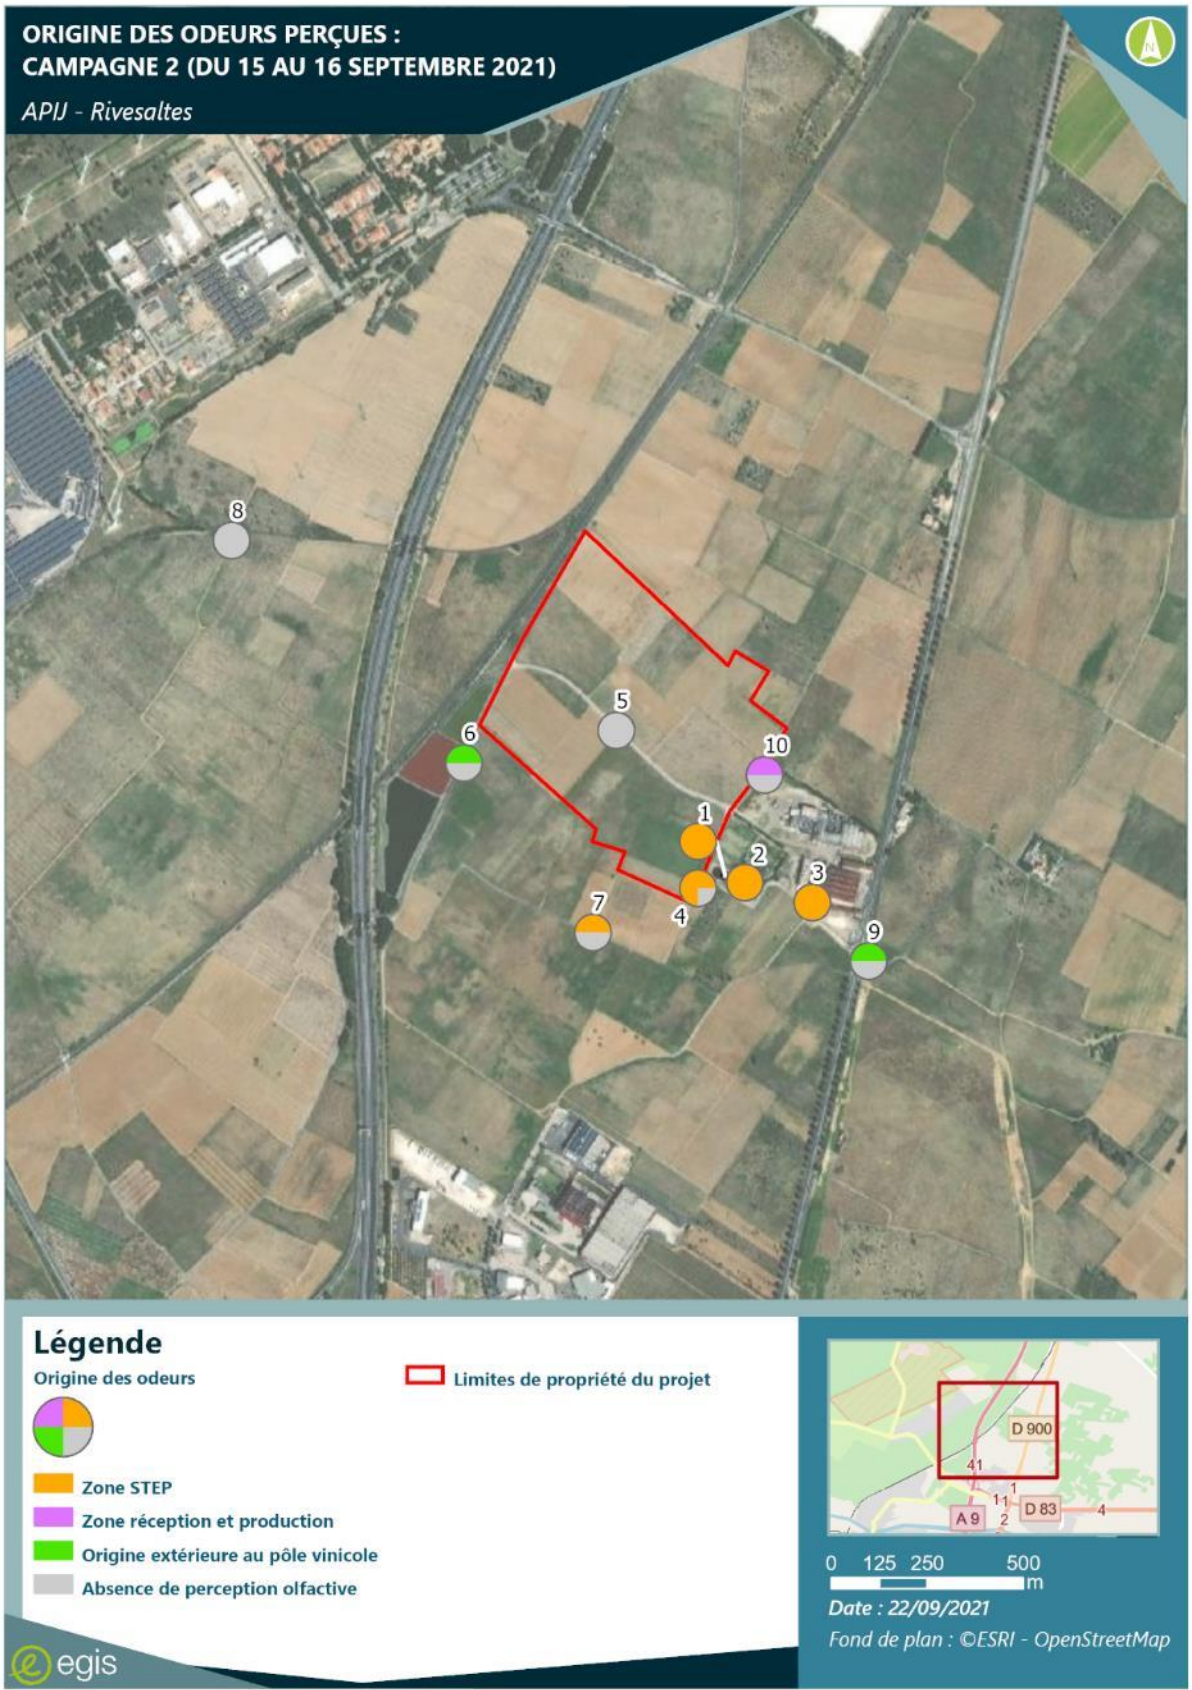 ORIGINE DES ODEURS PERÇUES :
CAMPAGNE 2 (DU 15 AU 16 SEPTEMBRE 2021)
APIJ - Rivesaltes
N
8
5
6
10
1
2
3
7
4
9
Légende
Origine des odeurs
Limites de propriété du projet
Zone STEP
Zone réception et production
Origine extérieure au pôle vinicole
Absence de perception olfactive
D 900
41
1
11
D 83
4
A 9
2
0 125 250 500
m
Date : 22/09/2021
Fond de plan : ©ESRI - OpenStreetMap
e egis